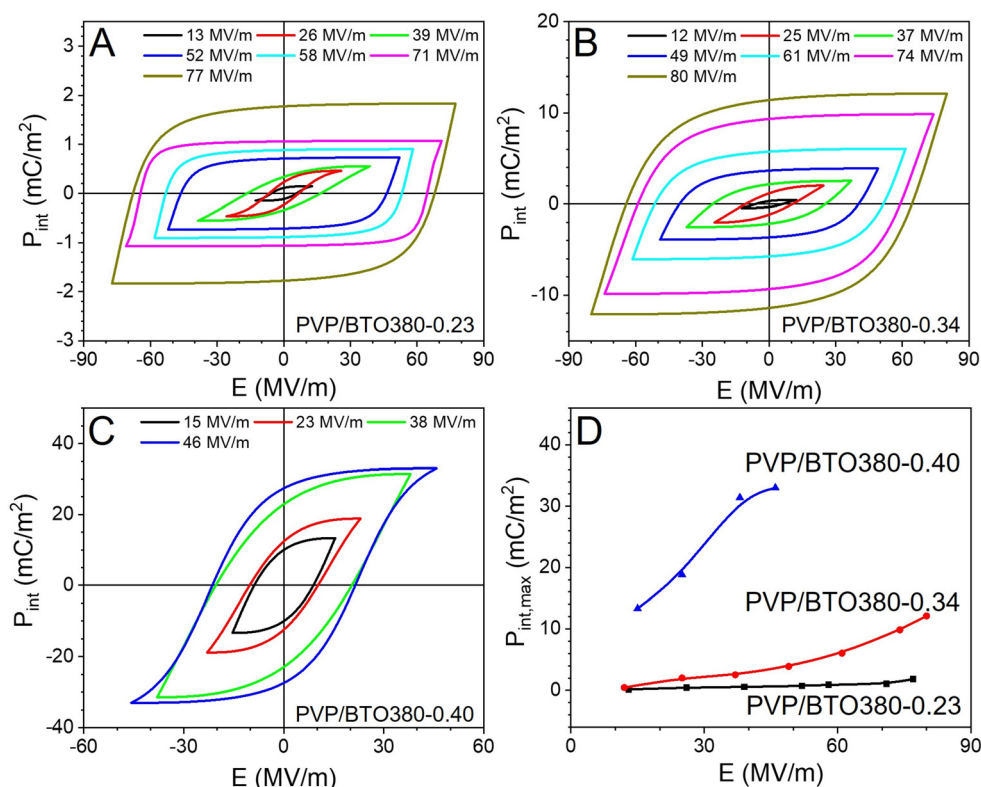 A
13 MV/m 26 MV/m 39 MV/m
52 MV/m 58 MV/m 71 MV/m
77 MV/m
3
2
1
0
-1
-2
-3
P_int (mC/m²)
PVP/BTO380-0.23
-90 -60 -30 0 30 60 90
E (MV/m)
B
12 MV/m 25 MV/m 37 MV/m
49 MV/m 61 MV/m 74 MV/m
80 MV/m
20
10
0
-10
P_int (mC/m²)
PVP/BTO380-0.34
-90 -60 -30 0 30 60 90
E (MV/m)
C
15 MV/m 23 MV/m 38 MV/m
46 MV/m
40
20
0
-20
-40
P_int (mC/m²)
PVP/BTO380-0.40
-60 -30 0 30 60
E (MV/m)
D
40
30
20
10
0
P_int,max (mC/m²)
PVP/BTO380-0.40
PVP/BTO380-0.34
PVP/BTO380-0.23
0 30 60 90
E (MV/m)